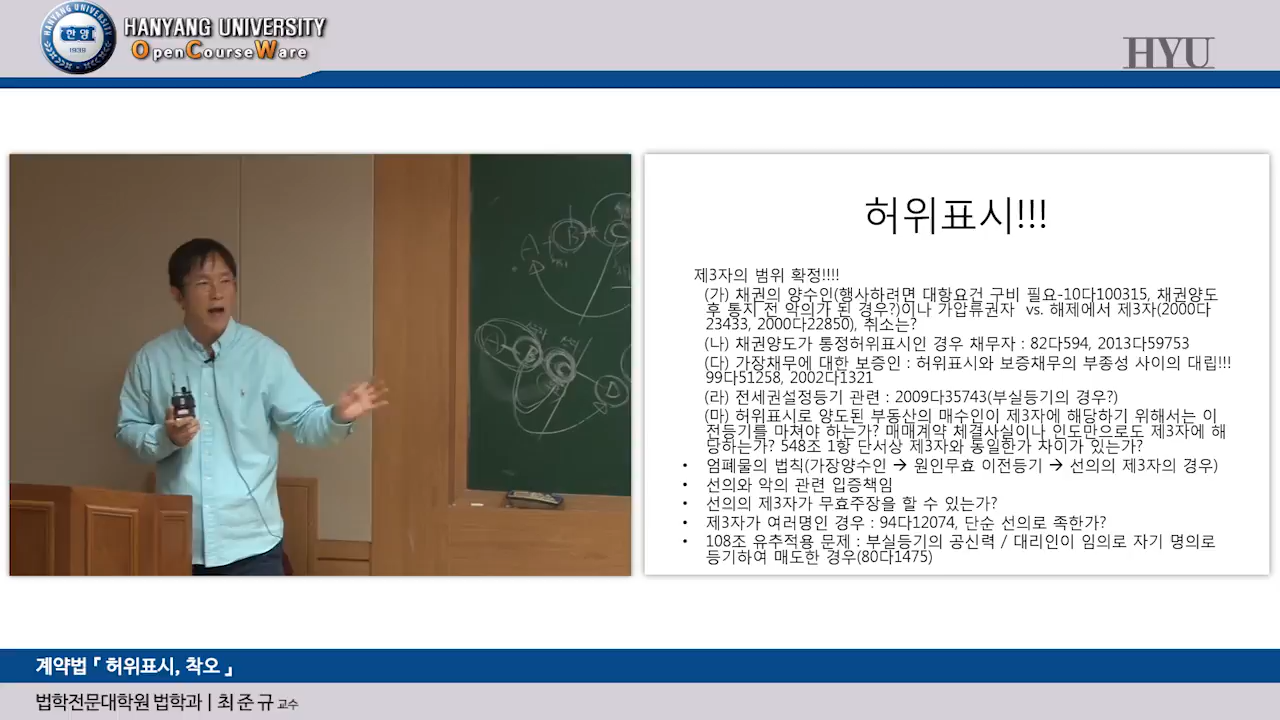 HANYANG UNIVERSITY
OpenCourseWare
한양
1939
HYU
허위표시!!!
제3자의 범위 확정!!!!
(가) 채권의 양수인(행사하려면 대항요건 구비 필요-10다100315, 채권양도
후 통지 전 악의가 된 경우?)이나 가압류권자 vs. 해제에서 제3자(2000다
23433, 2000다22850), 취소는?
(나) 채권양도가 통정허위표시인 경우 채무자 : 82다594, 2013다59753
(다) 가장채무에 대한 보증인 : 허위표시와 보증채무의 부종성 사이의 대립!!!
99다51258, 2002다1321
(라) 전세권설정등기 관련 : 2009다35743(부실등기의 경우?)
(마) 허위표시로 양도된 부동산의 매수인이 제3자에 해당하기 위해서는 이
전등기를 마쳐야 하는가? 매매계약 체결사실이나 인도만으로도 제3자에 해
당하는가? 548조 1항 단서상 제3자와 동일한가 차이가 있는가?
• 엄폐물의 법칙(가장양수인 → 원인무효 이전등기 → 선의의 제3자의 경우)
• 선의와 악의 관련 입증책임
• 선의의 제3자가 무효주장을 할 수 있는가?
• 제3자가 여러명인 경우 : 94다12074, 단순 선의로 족한가?
• 108조 유추적용 문제 : 부실등기의 공신력 / 대리인이 임의로 자기 명의로
등기하여 매도한 경우(80다1475)
A B C
A D
계약법『 허위표시, 착오 』
법학전문대학원 법학과 | 최준규 교수